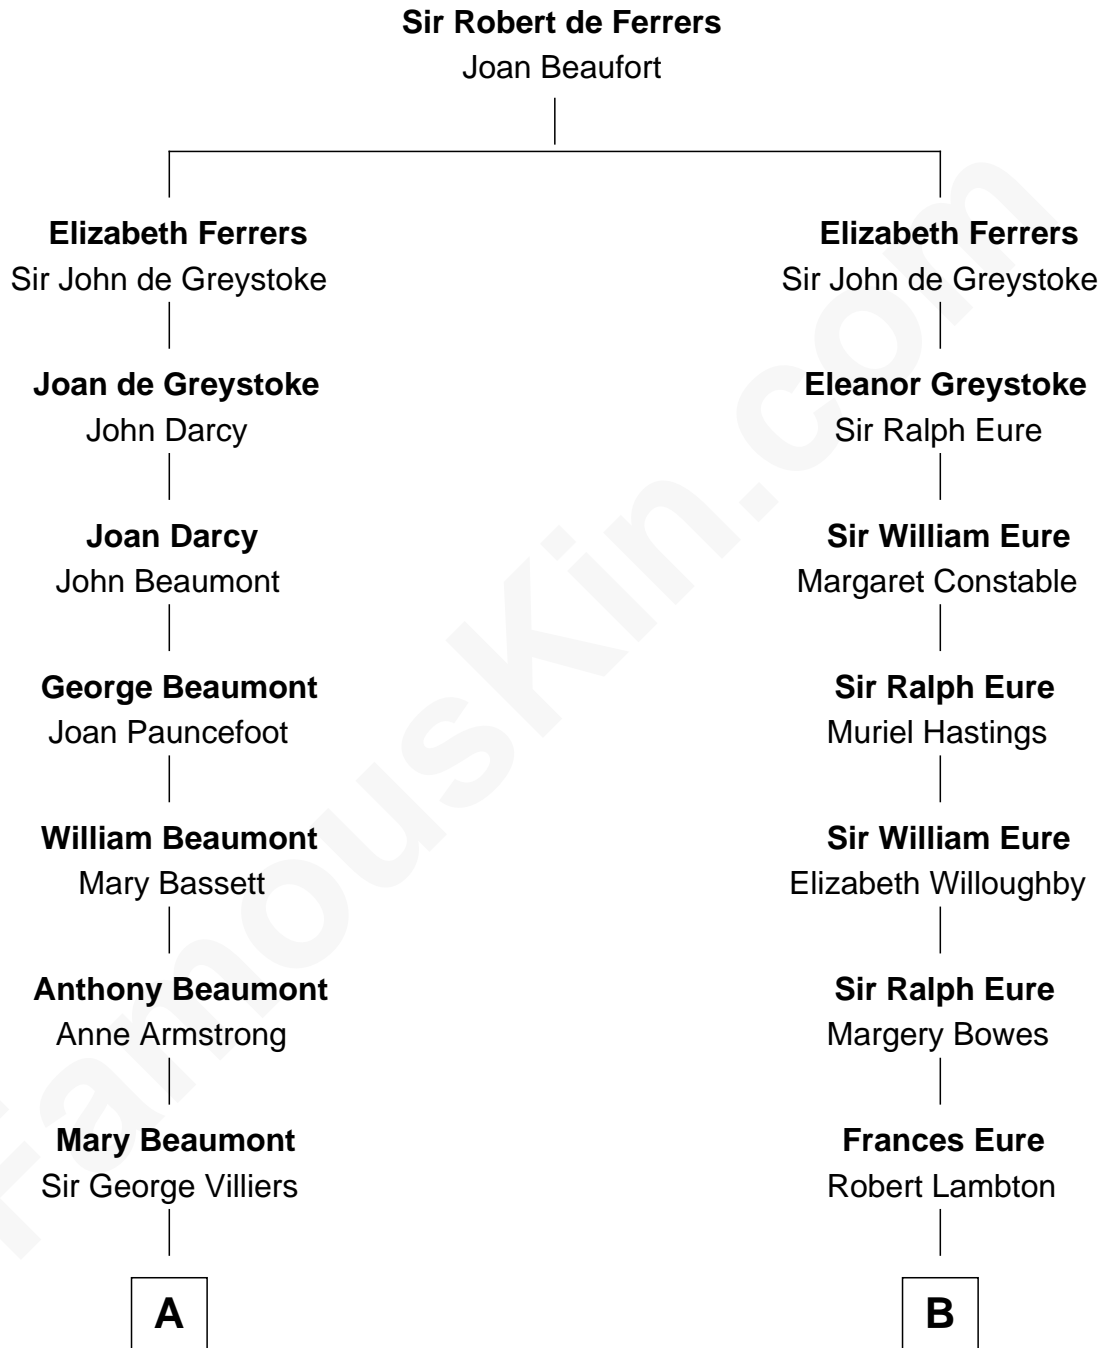 Sir Robert de Ferrers
Joan Beaufort
Elizabeth Ferrers
Sir John de Greystoke
Joan de Greystoke
John Darcy
Joan Darcy
John Beaumont
George Beaumont
Joan Pauncefoot
William Beaumont
Mary Bassett
Anthony Beaumont
Anne Armstrong
Mary Beaumont
Sir George Villiers
A
Elizabeth Ferrers
Sir John de Greystoke
Eleanor Greystoke
Sir Ralph Eure
Sir William Eure
Margaret Constable
Sir Ralph Eure
Muriel Hastings
Sir William Eure
Elizabeth Willoughby
Sir Ralph Eure
Margery Bowes
Frances Eure
Robert Lambton
B
FamousKin.com